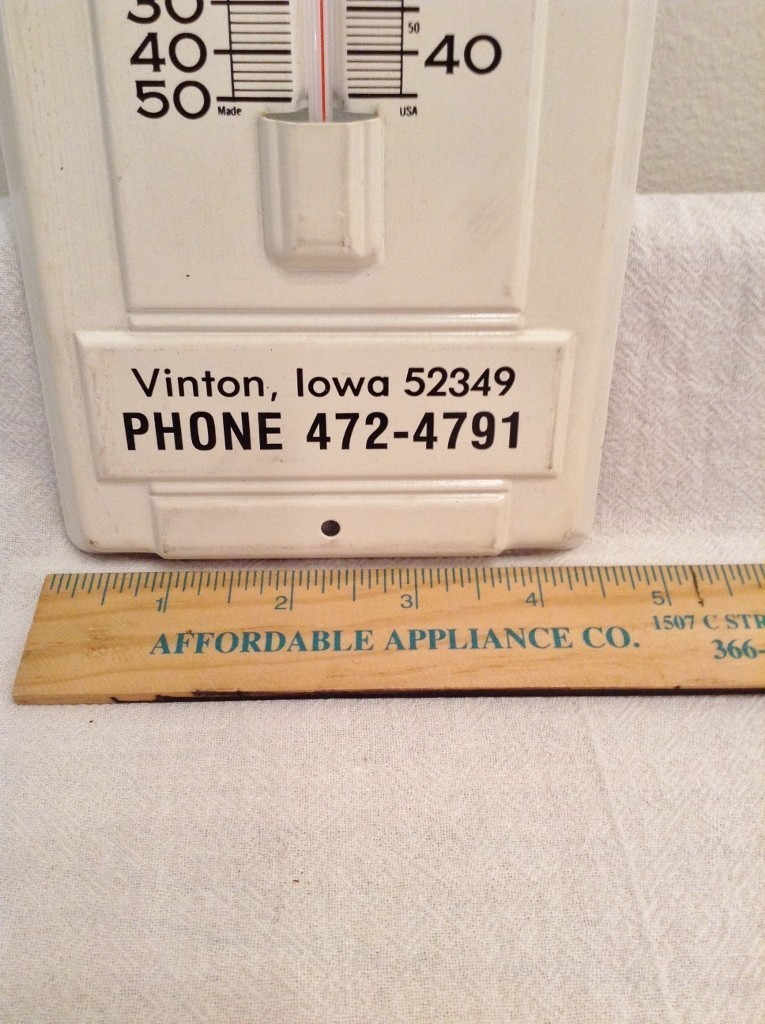 30
50
40 40
50 Made USA
Vinton, Iowa 52349
PHONE 472-4791
1 2 3 4 5
AFFORDABLE APPLIANCE CO. 1507 C STR
366-